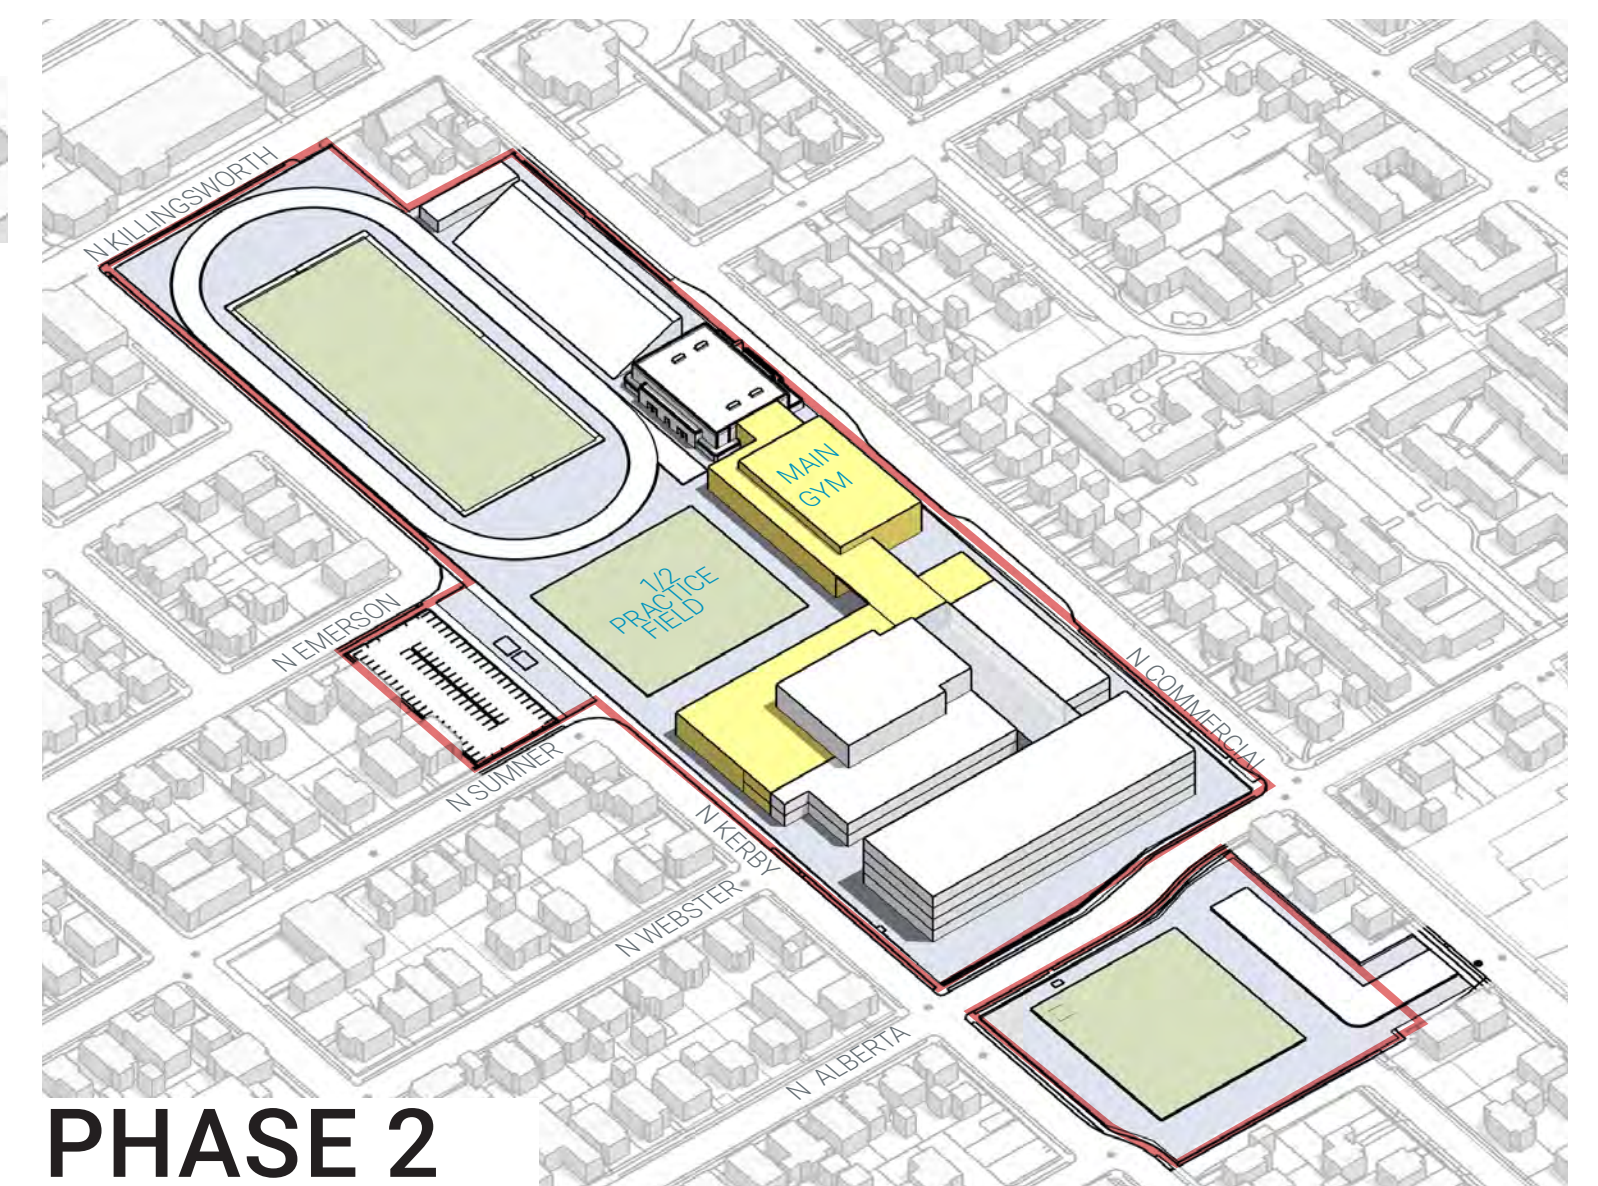 N KILLINGSWORTH
MAIN
GYM
1/2
PRACTICE
FIELD
N EMERSON
N COMMERCIAL
N SUMNER
N KERBY
N WEBSTER
N ALBERTA
PHASE 2